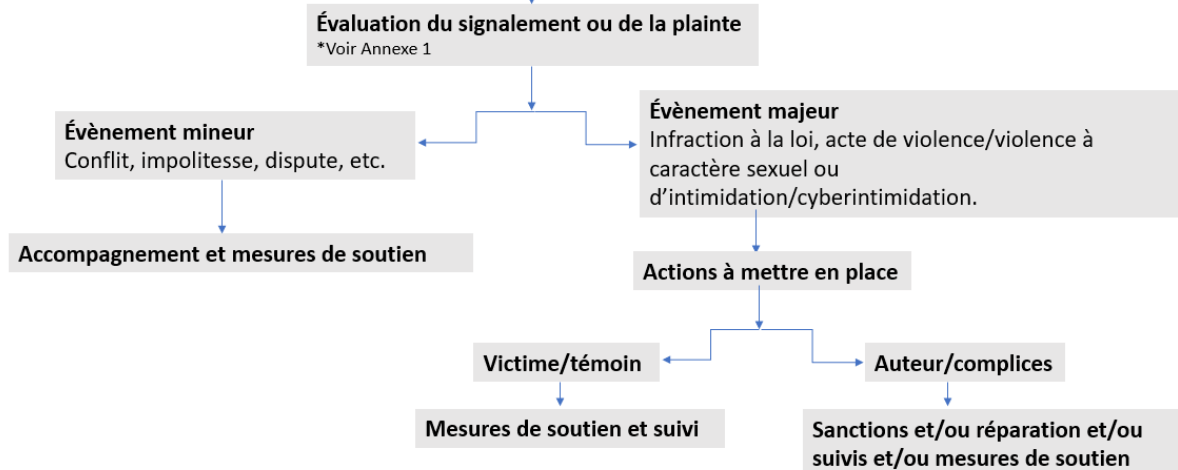 Évaluation du signalement ou de la plainte
*Voir Annexe 1
Évènement mineur
Conflit, impolitesse, dispute, etc.
Évènement majeur
Infraction à la loi, acte de violence/violence à
caractère sexuel ou
d’intimidation/cyberintimidation.
Accompagnement et mesures de soutien
Actions à mettre en place
Victime/témoin
Auteur/complices
Mesures de soutien et suivi
Sanctions et/ou réparation et/ou
suivis et/ou mesures de soutien